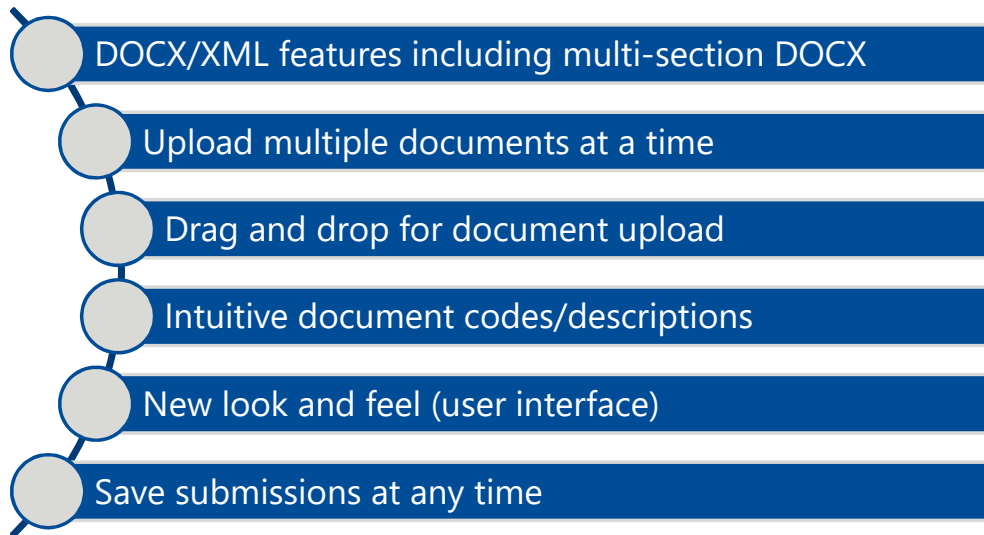 DOCX/XML features including multi-section DOCX
Upload multiple documents at a time
Drag and drop for document upload
Intuitive document codes/descriptions
New look and feel (user interface)
Save submissions at any time